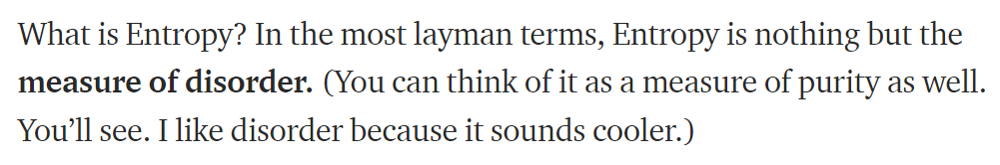 What is Entropy? In the most layman terms, Entropy is nothing but the
measure of disorder. (You can think of it as a measure of purity as well.
You’ll see. I like disorder because it sounds cooler.)